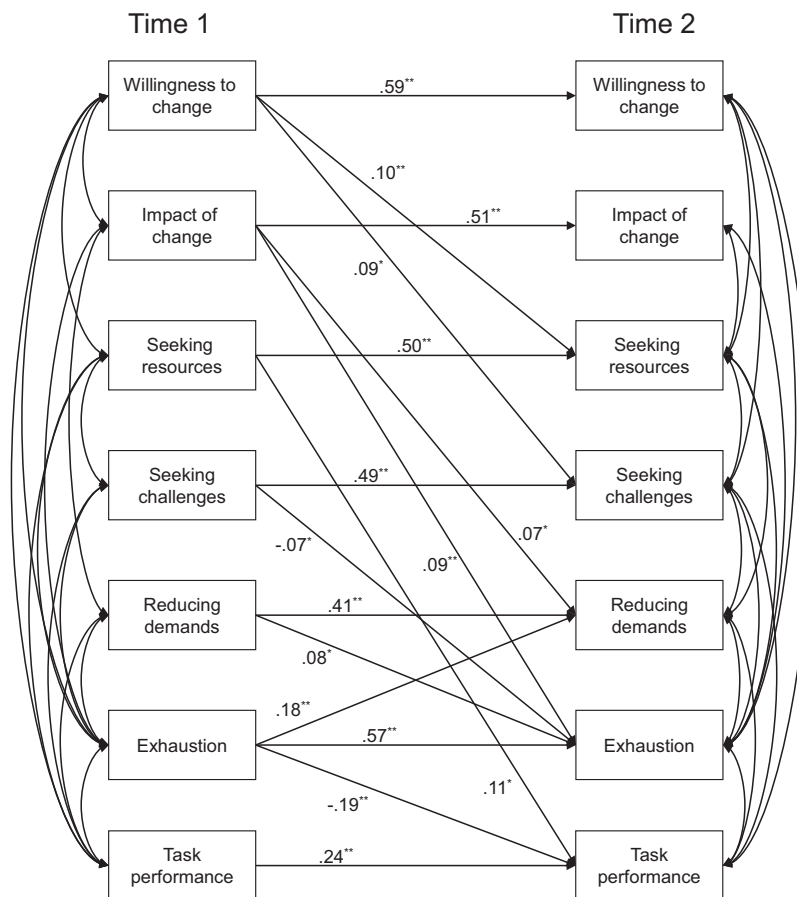 Time 1
Time 2
Willingness to
change
.59**
Willingness to
change
.10**
Impact of
change
.51**
Impact of
change
.09*
Seeking
resources
.50**
Seeking
resources
Seeking
challenges
.49**
Seeking
challenges
-.07*
.09**
.07*
Reducing
demands
.41**
Reducing
demands
.08*
.18**
Exhaustion
.57**
Exhaustion
-.19**
.11*
Task
performance
.24**
Task
performance